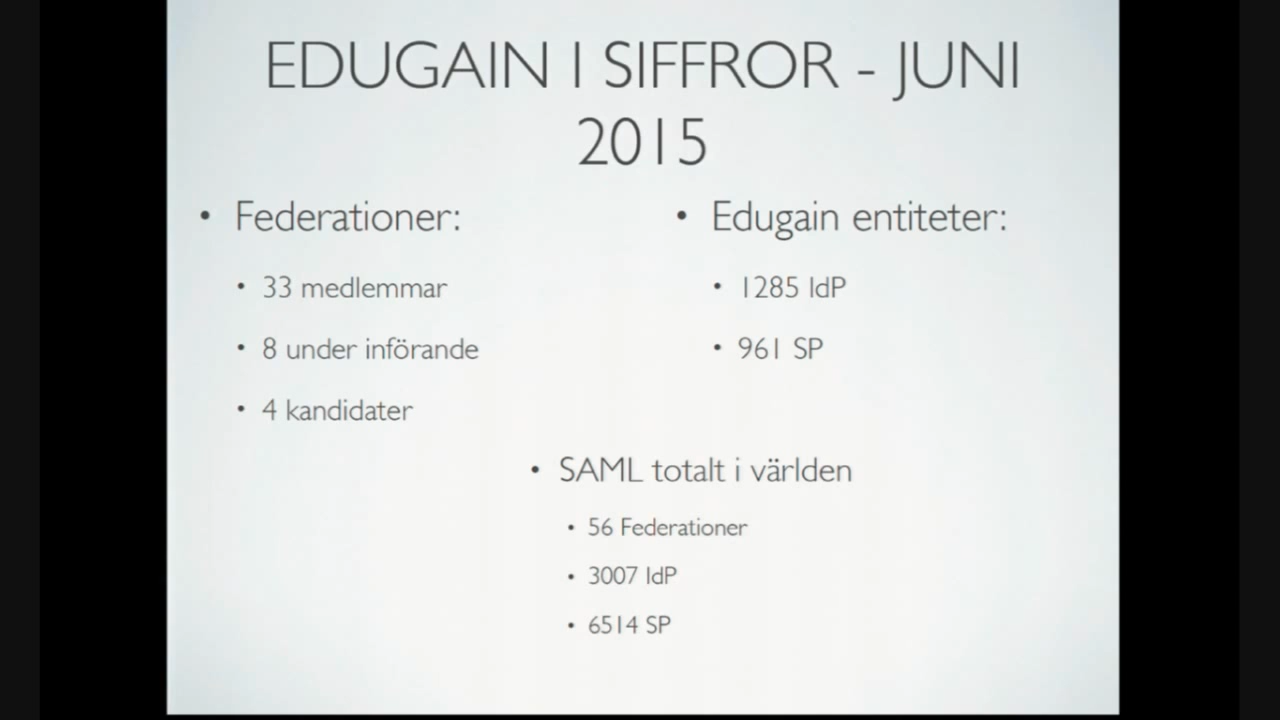 EDUGAIN I SIFFROR - JUNI
2015
• Federationer:
• 33 medlemmar
• 8 under införande
• 4 kandidater
• Edugain entiteter:
• 1285 IdP
• 961 SP
• SAML totalt i världen
• 56 Federationer
• 3007 IdP
• 6514 SP